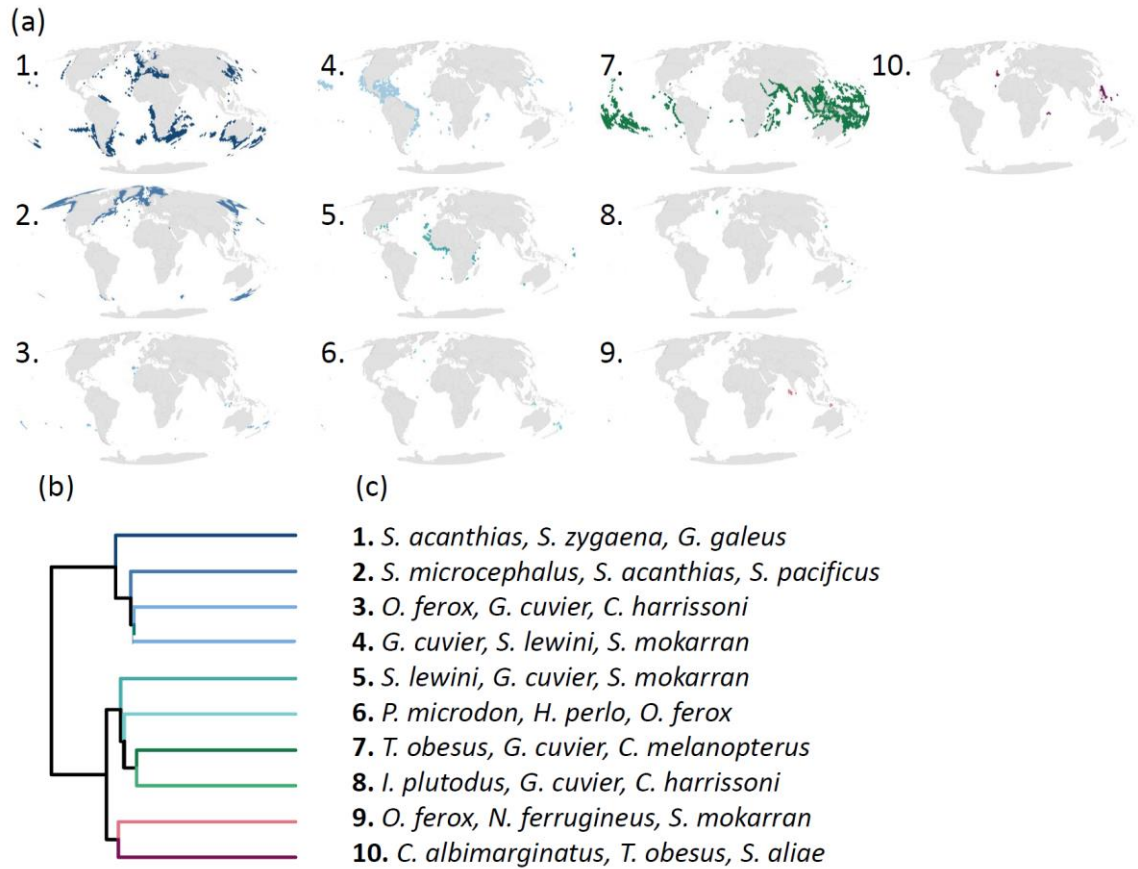 (a)
1.
4.
7.
10.
2.
5.
8.
3.
6.
9.
(b)
(c)
1. S. acanthias, S. zygaena, G. galeus
2. S. microcephalus, S. acanthias, S. pacificus
3. O. ferox, G. cuvier, C. harrissoni
4. G. cuvier, S. lewini, S. mokarran
5. S. lewini, G. cuvier, S. mokarran
6. P. microdon, H. perlo, O. ferox
7. T. obesus, G. cuvier, C. melanopterus
8. I. plutodus, G. cuvier, C. harrissoni
9. O. ferox, N. ferrugineus, S. mokarran
10. C. albimarginatus, T. obesus, S. aliae